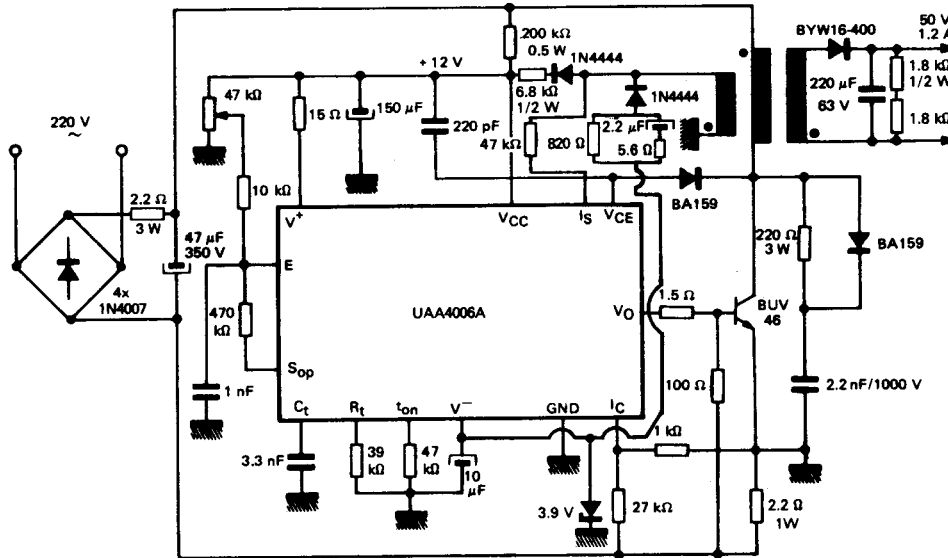 220 V
~
2.2 Ω
3 W
47 µF
350 V
4x
1N4007
47 kΩ
10 kΩ
470
kΩ
1 nF
15 Ω
150 µF
+ 12 V
220 pF
.200 kΩ
0.5 W
1N4444
6.8 kΩ
1/2 W
47 kΩ
820 Ω
1N4444
2.2 µF
5.6 Ω
BYW16-400
50 V
1.2 A
220 µF
63 V
1.8 kΩ
1/2 W
1.8 kΩ
BA159
V+
VCC
IS
VCE
E
UAA4006A
VO
Sop
Ct
Rt
ton
V−
GND
IC
1.5 Ω
BUV
46
220 Ω
3 W
BA159
100 Ω
2.2 nF/1000 V
3.3 nF
39
kΩ
47
kΩ
10
µF
3.9 V
1 kΩ
27 kΩ
2.2 Ω
1W